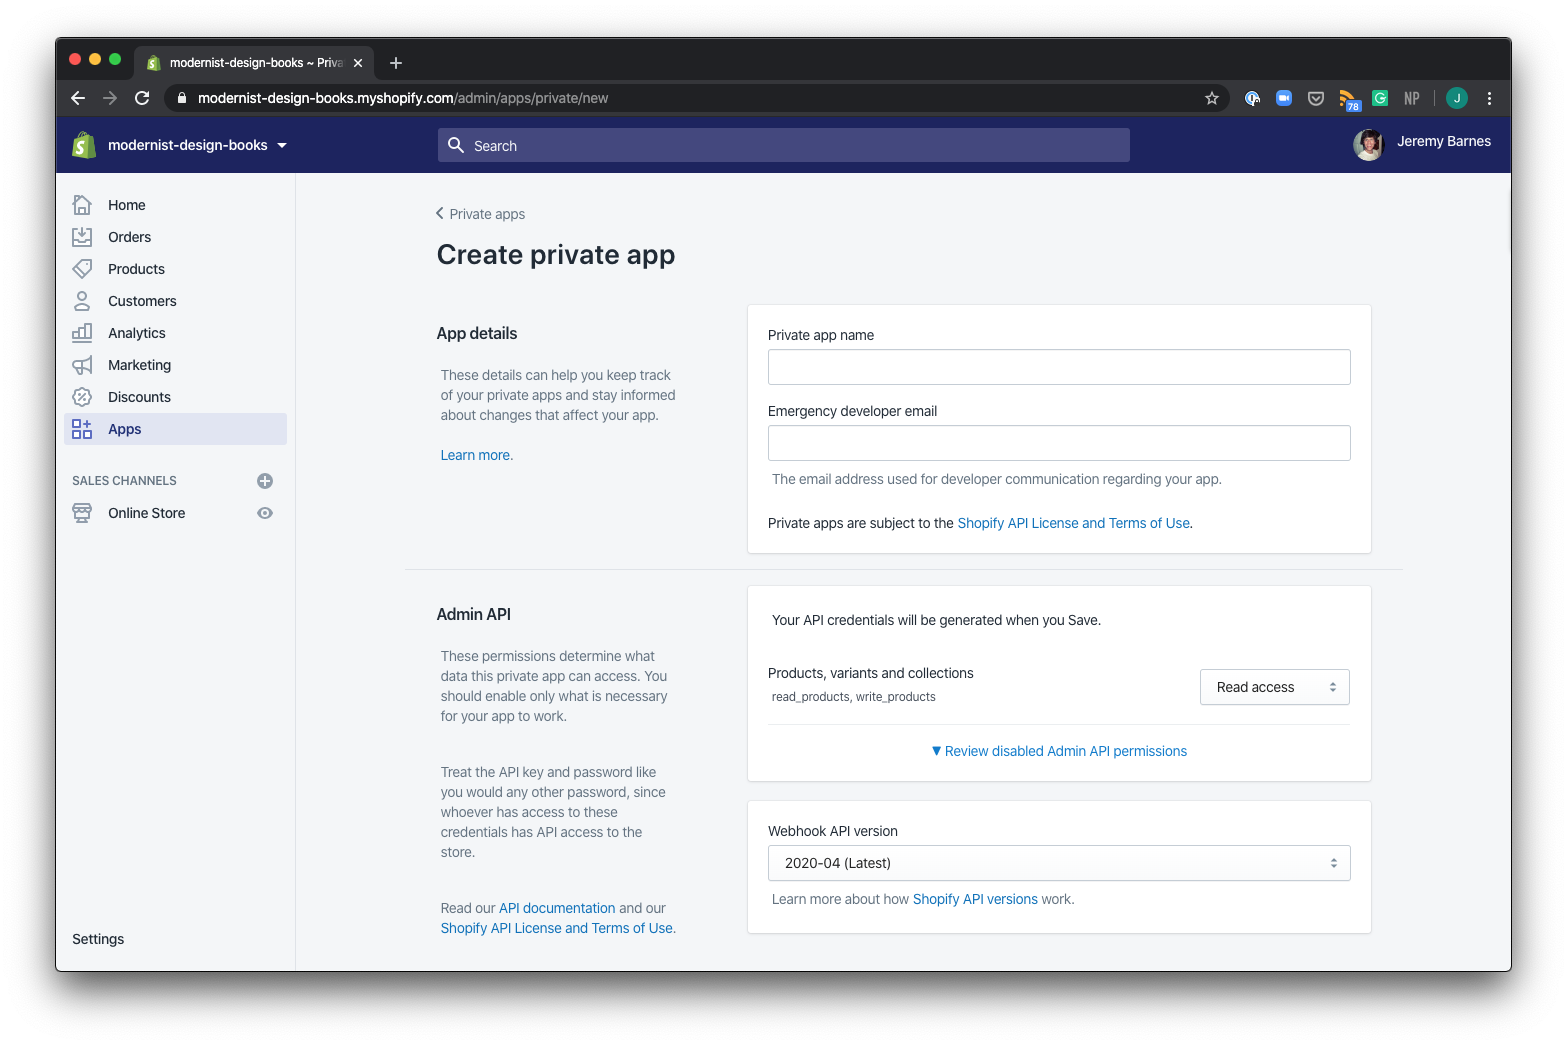 modernist-design-books ~ Priva
modernist-design-books.myshopify.com/admin/apps/private/new
78
G
NP
J
modernist-design-books
Search
Jeremy Barnes
Home
Orders
Products
Customers
Analytics
Marketing
Discounts
Apps
SALES CHANNELS
Online Store
Settings
Private apps
Create private app
App details
These details can help you keep track
of your private apps and stay informed
about changes that affect your app.
Learn more.
Private app name
Emergency developer email
The email address used for developer communication regarding your app.
Private apps are subject to the Shopify API License and Terms of Use.
Admin API
These permissions determine what
data this private app can access. You
should enable only what is necessary
for your app to work.
Treat the API key and password like
you would any other password, since
whoever has access to these
credentials has API access to the
store.
Read our API documentation and our
Shopify API License and Terms of Use.
Your API credentials will be generated when you Save.
Products, variants and collections
read_products, write_products
Read access
▼ Review disabled Admin API permissions
Webhook API version
2020-04 (Latest)
Learn more about how Shopify API versions work.